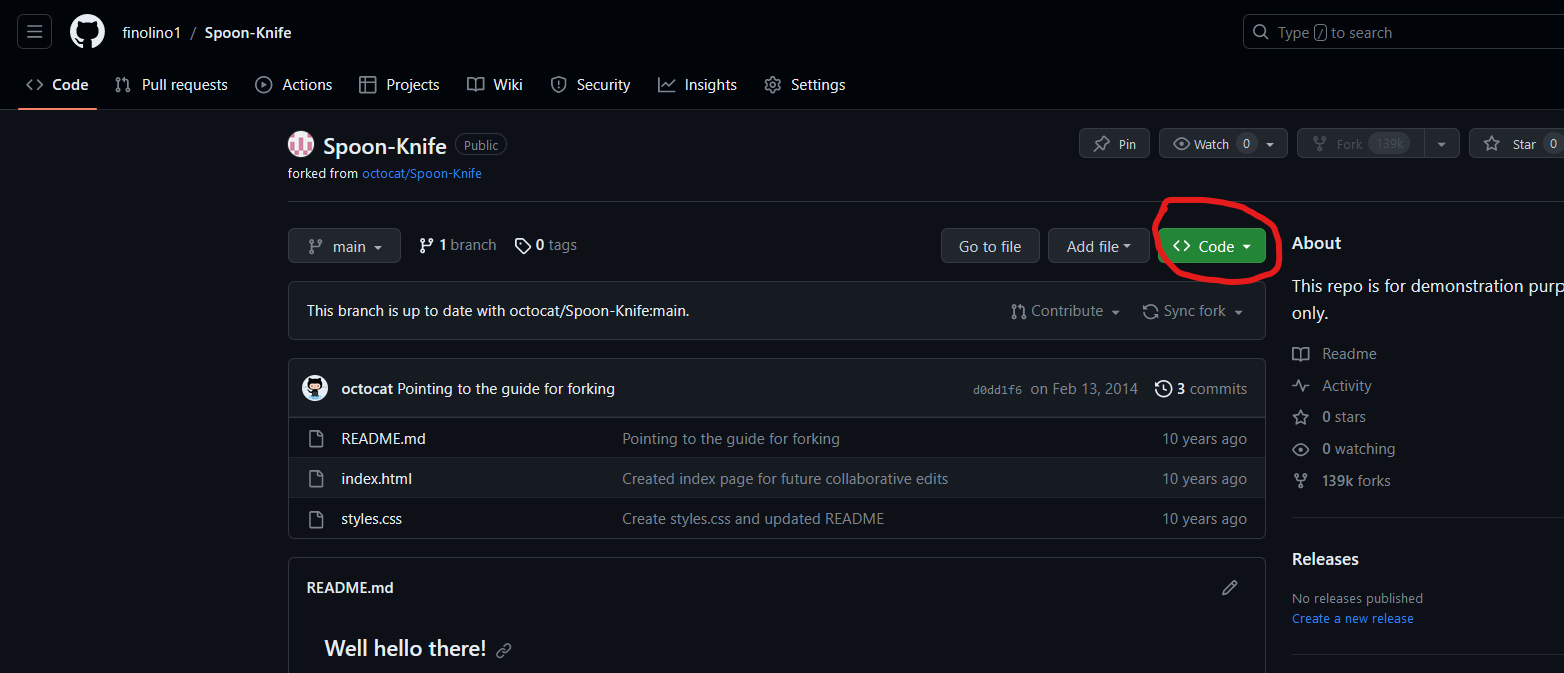 finolino1 / Spoon-Knife
Type / to search
Code Pull requests Actions Projects Wiki Security Insights Settings
Spoon-Knife Public
Pin Watch 0 Fork 139k Star 0
forked from octocat/Spoon-Knife
main 1 branch 0 tags
Go to file Add file Code
This branch is up to date with octocat/Spoon-Knife:main.
Contribute Sync fork
octocat Pointing to the guide for forking d0dd1f6 on Feb 13, 2014 3 commits
README.md Pointing to the guide for forking 10 years ago
index.html Created index page for future collaborative edits 10 years ago
styles.css Create styles.css and updated README 10 years ago
README.md
Well hello there!
About
This repo is for demonstration purp
only.
Readme
Activity
0 stars
0 watching
139k forks
Releases
No releases published
Create a new release